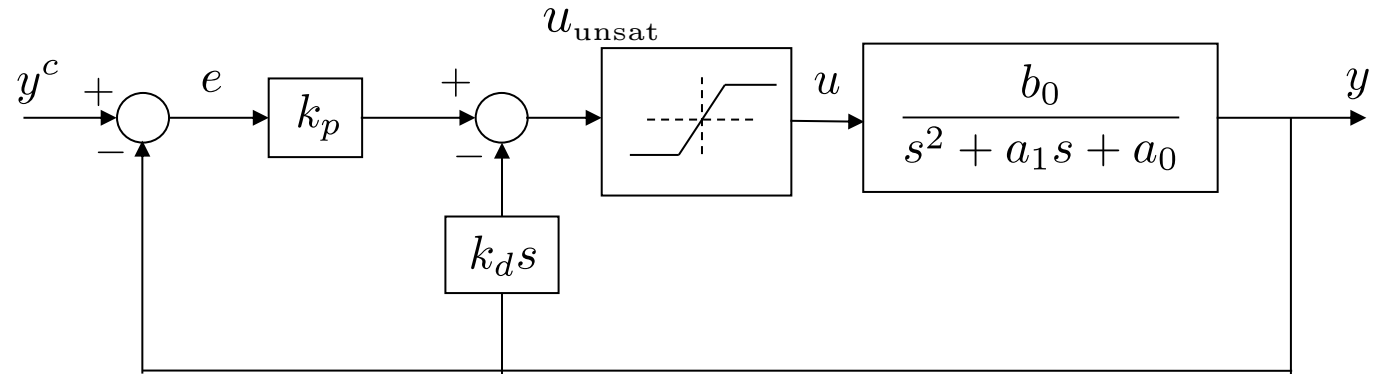 u_unsat
y^c + e k_p + u b_0 y
− − s^2 + a_1 s + a_0
k_d s